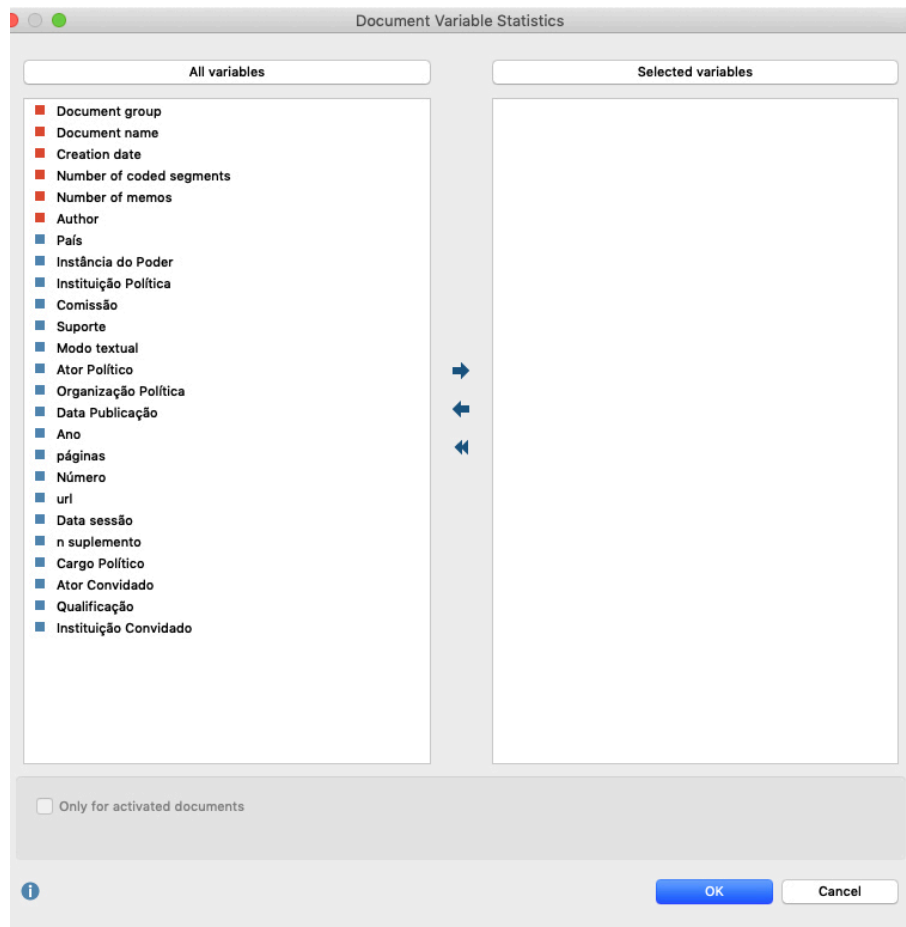 Document Variable Statistics
All variables
Selected variables
Document group
Document name
Creation date
Number of coded segments
Number of memos
Author
País
Instância do Poder
Instituição Política
Comissão
Suporte
Modo textual
Ator Político
Organização Política
Data Publicação
Ano
páginas
Número
url
Data sessão
n suplemento
Cargo Político
Ator Convidado
Qualificação
Instituição Convidado
Only for activated documents
OK
Cancel